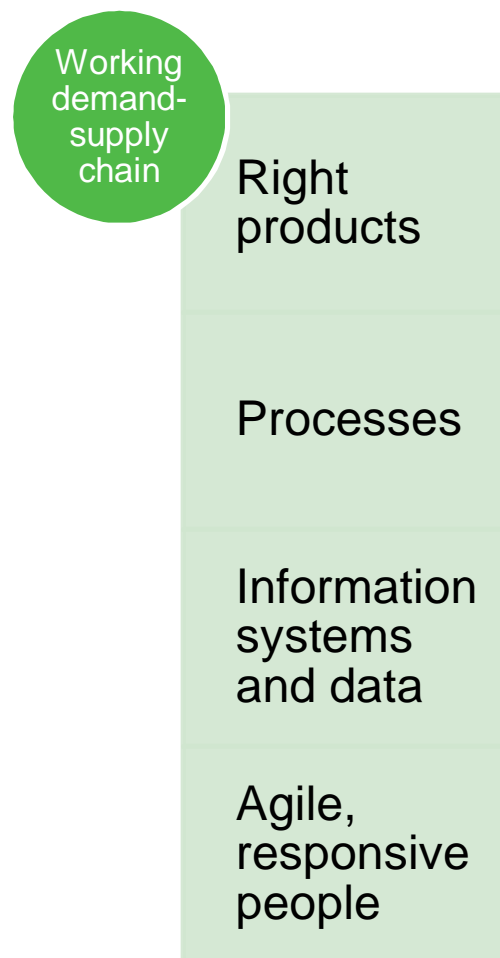 Working
demand-
supply
chain
Right
products
Processes
Information
systems
and data
Agile,
responsive
people